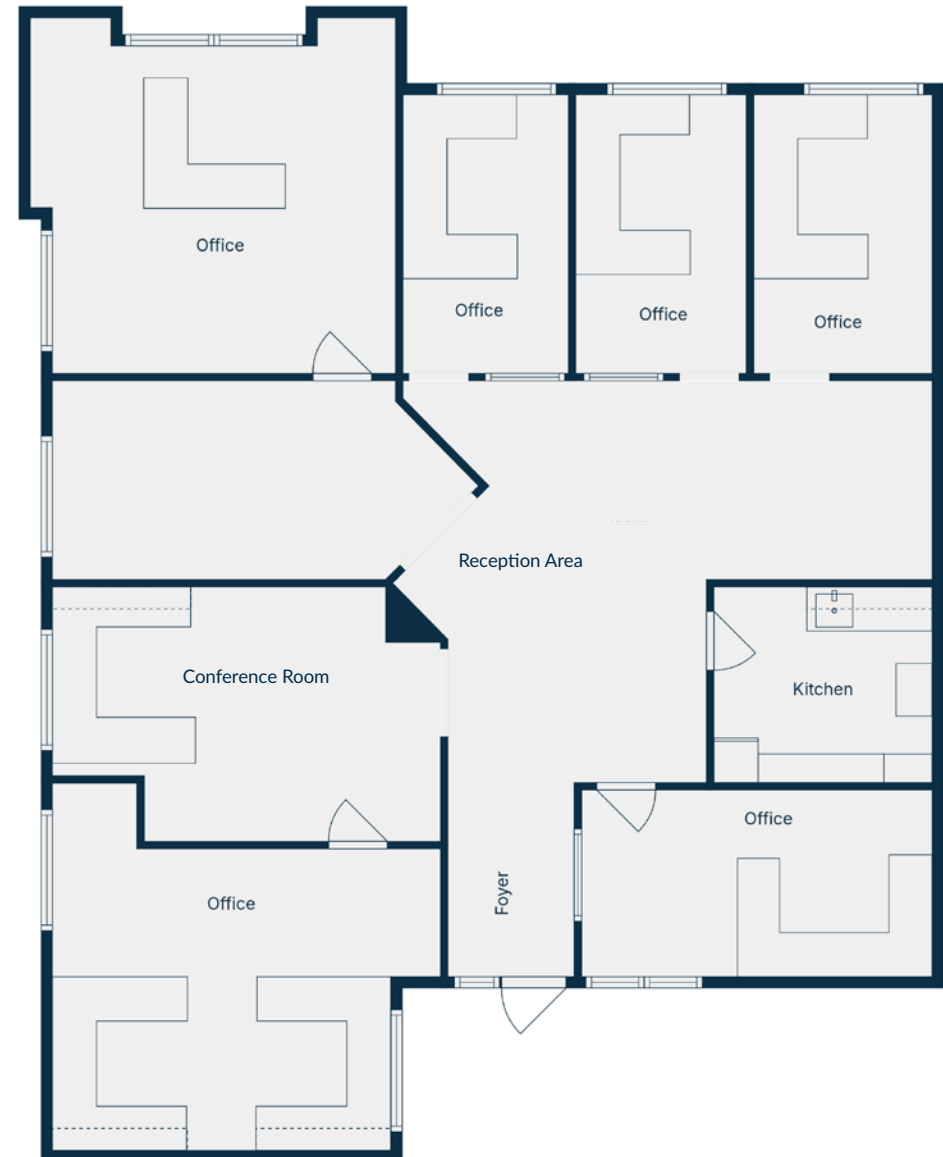 Office
Office
Office
Office
Reception Area
Conference Room
Kitchen
Office
Foyer
Office